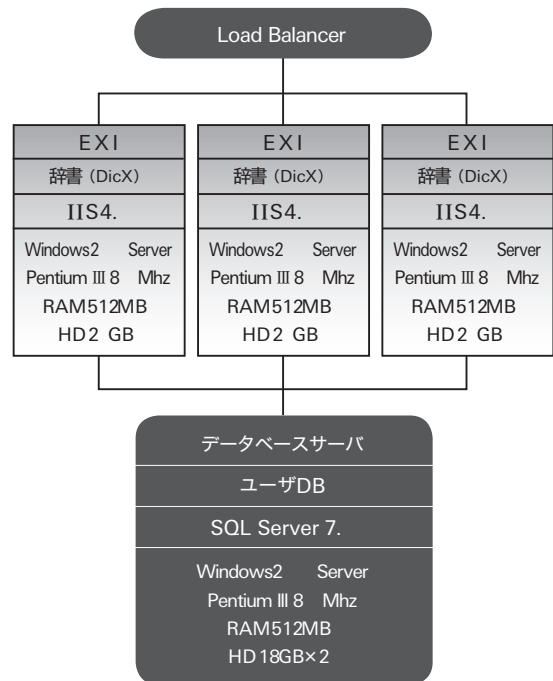 Load Balancer
EXI
辞書 (DicX)
IIS4.
Windows2 Server
Pentium Ⅲ 8 Mhz
RAM512MB
HD2 GB
EXI
辞書 (DicX)
IIS4.
Windows2 Server
Pentium Ⅲ 8 Mhz
RAM512MB
HD2 GB
EXI
辞書 (DicX)
IIS4.
Windows2 Server
Pentium Ⅲ 8 Mhz
RAM512MB
HD2 GB
データベースサーバ
ユーザDB
SQL Server 7.
Windows2 Server
Pentium Ⅲ 8 Mhz
RAM512MB
HD18GB×2